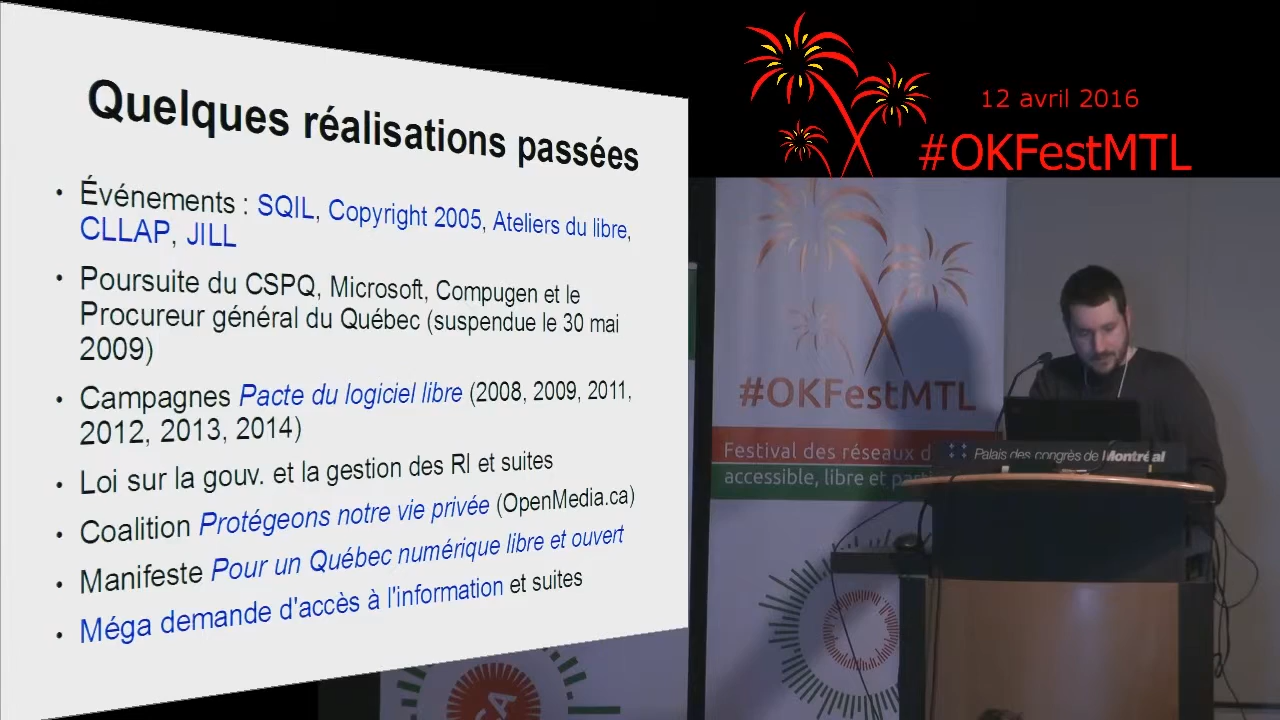 Quelques réalisations passées
• Événements : SQIL, Copyright 2005, Ateliers du libre,
CLLAP, JILL
• Poursuite du CSPQ, Microsoft, Compugen et le
Procureur général du Québec (suspendue le 30 mai
2009)
• Campagnes Pacte du logiciel libre (2008, 2009, 2011,
2012, 2013, 2014)
• Loi sur la gouv. et la gestion des RI et suites
• Coalition Protégeons notre vie privée (OpenMedia.ca)
• Manifeste Pour un Québec numérique libre et ouvert
• Méga demande d'accès à l'information et suites
12 avril 2016
#OKFestMTL
#OKFestMTL
Festival des réseaux
accessible, libre et
Palais des congrès de Montréal